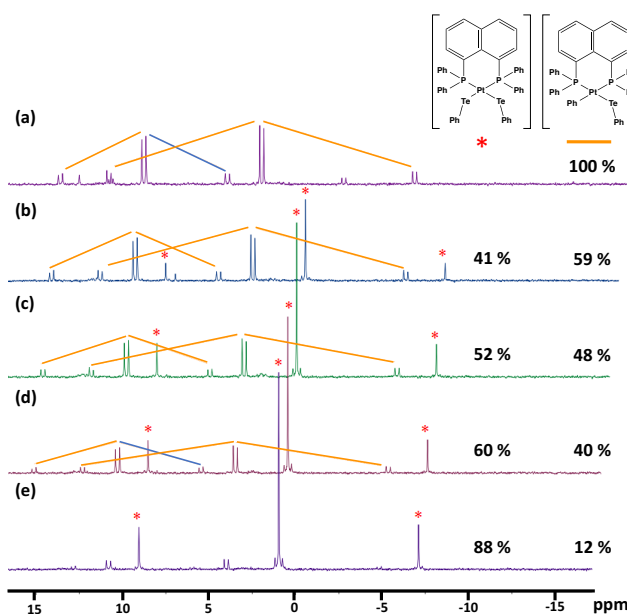 Ph Ph
P P
Ph Ph
Pt
Te Te
Ph Ph
Ph
P P
Ph
Pt
Ph Te
Ph
* 
(a)
100 %
(b)
41 % 59 %
(c)
52 % 48 %
(d)
60 % 40 %
(e)
88 % 12 %
15 10 5 0 -5 -10 -15 ppm